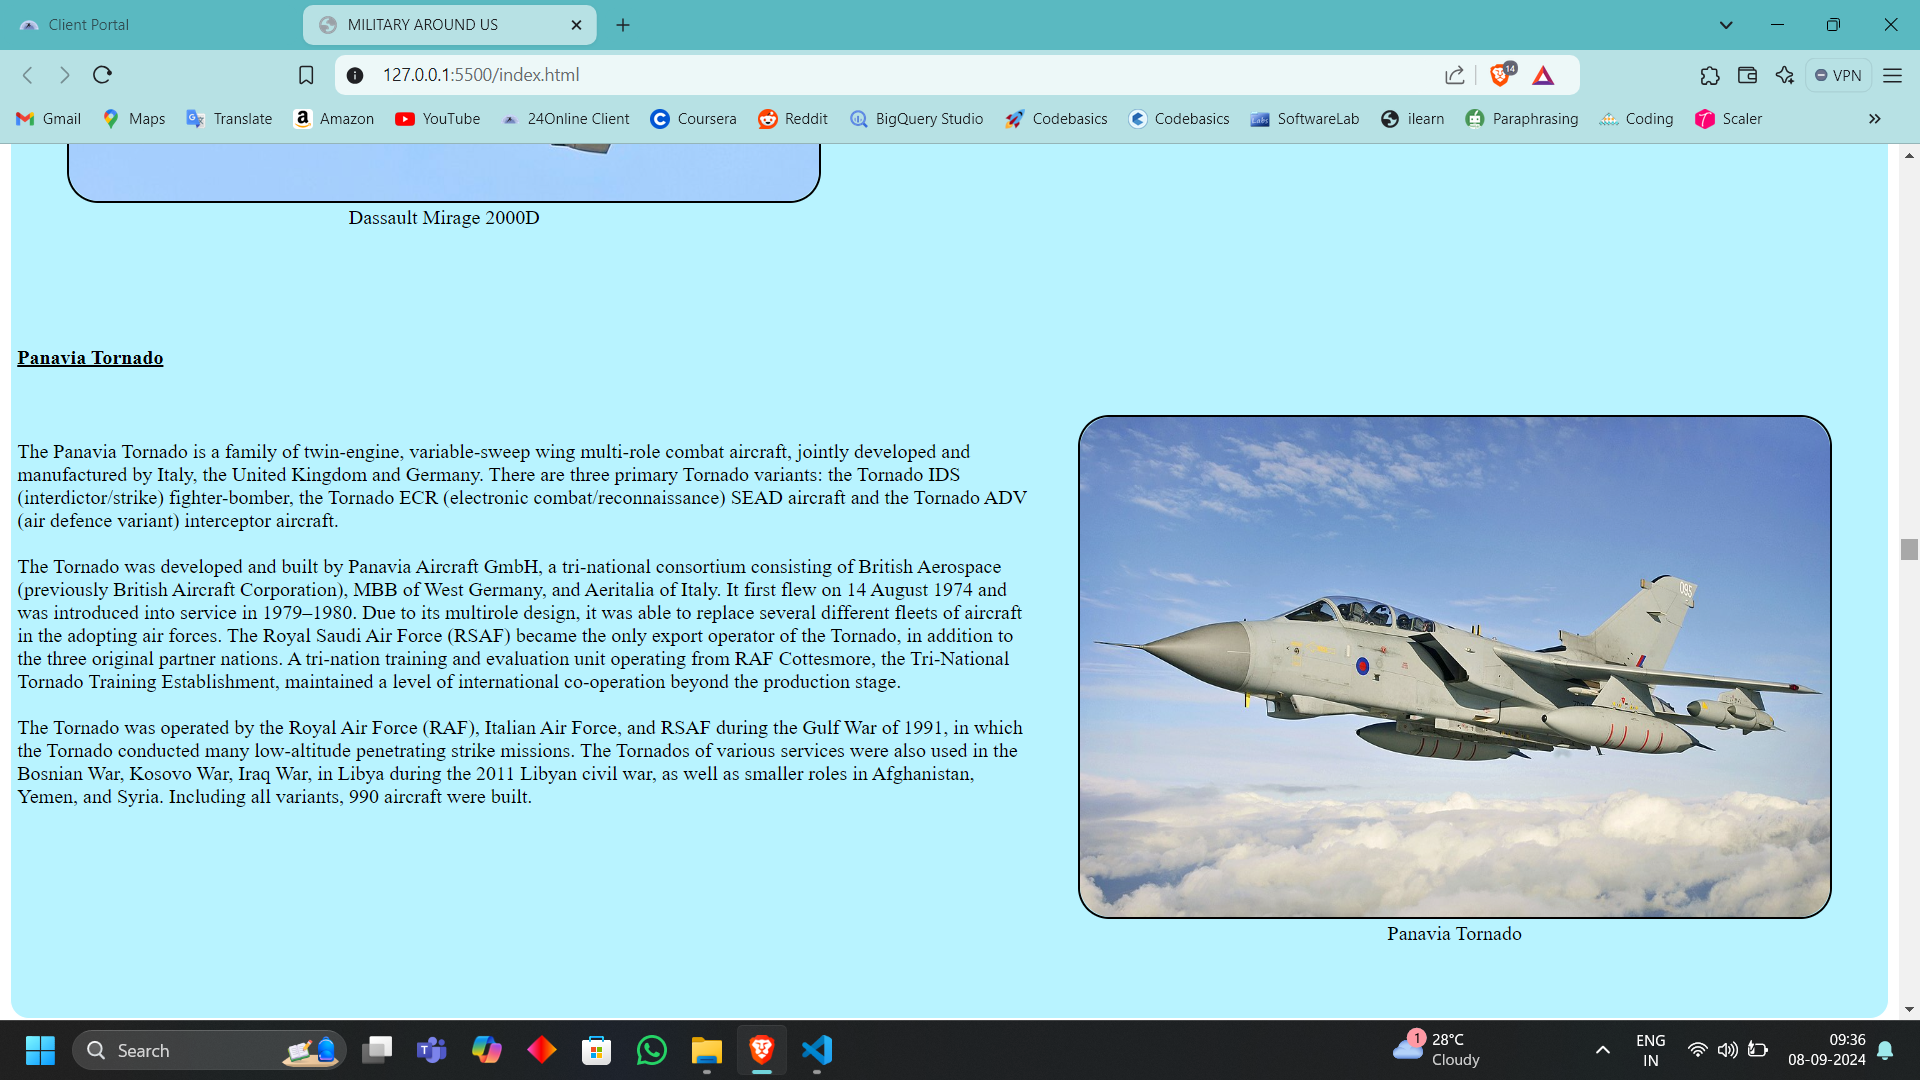 Client Portal
MILITARY AROUND US
127.0.0.1:5500/index.html
14
VPN
Gmail
Maps
Translate
Amazon
YouTube
24Online Client
Coursera
Reddit
BigQuery Studio
Codebasics
Codebasics
SoftwareLab
ilearn
Paraphrasing
Coding
Scaler
Dassault Mirage 2000D
Panavia Tornado
The Panavia Tornado is a family of twin-engine, variable-sweep wing multi-role combat aircraft, jointly developed and
manufactured by Italy, the United Kingdom and Germany. There are three primary Tornado variants: the Tornado IDS
(interdictor/strike) fighter-bomber, the Tornado ECR (electronic combat/reconnaissance) SEAD aircraft and the Tornado ADV
(air defence variant) interceptor aircraft.
The Tornado was developed and built by Panavia Aircraft GmbH, a tri-national consortium consisting of British Aerospace
(previously British Aircraft Corporation), MBB of West Germany, and Aeritalia of Italy. It first flew on 14 August 1974 and
was introduced into service in 1979–1980. Due to its multirole design, it was able to replace several different fleets of aircraft
in the adopting air forces. The Royal Saudi Air Force (RSAF) became the only export operator of the Tornado, in addition to
the three original partner nations. A tri-nation training and evaluation unit operating from RAF Cottesmore, the Tri-National
Tornado Training Establishment, maintained a level of international co-operation beyond the production stage.
The Tornado was operated by the Royal Air Force (RAF), Italian Air Force, and RSAF during the Gulf War of 1991, in which
the Tornado conducted many low-altitude penetrating strike missions. The Tornados of various services were also used in the
Bosnian War, Kosovo War, Iraq War, in Libya during the 2011 Libyan civil war, as well as smaller roles in Afghanistan,
Yemen, and Syria. Including all variants, 990 aircraft were built.
095
Panavia Tornado
Search
1
28°C
Cloudy
ENG
IN
09:36
08-09-2024